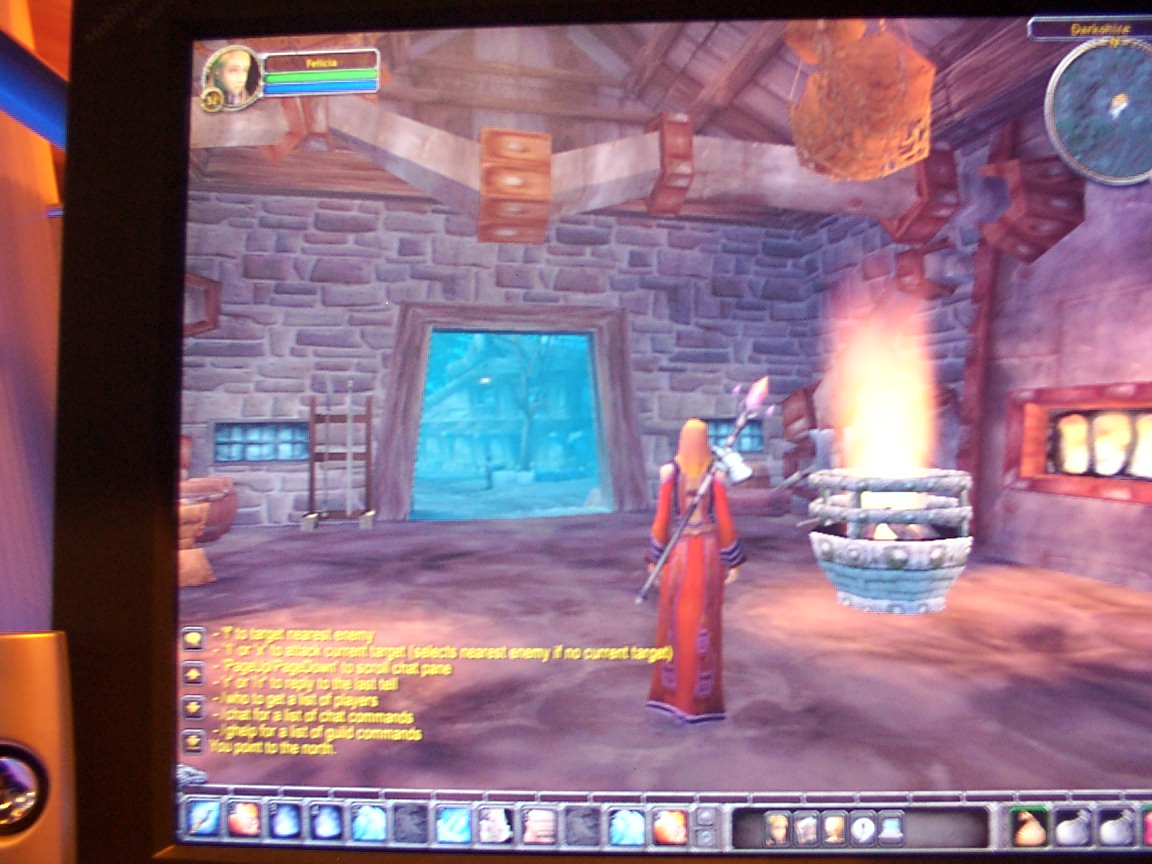 Felicia
Darkshire
N
- 'T' to target nearest enemy
- 'f' or 'x' to attack current target (selects nearest enemy if no current target)
- 'PageUp/PageDown' to scroll chat pane
- 'r' or '/r' to reply to the last tell
- /who to get a list of players
- /chat for a list of chat commands
- /ghelp for a list of guild commands
You point to the north.